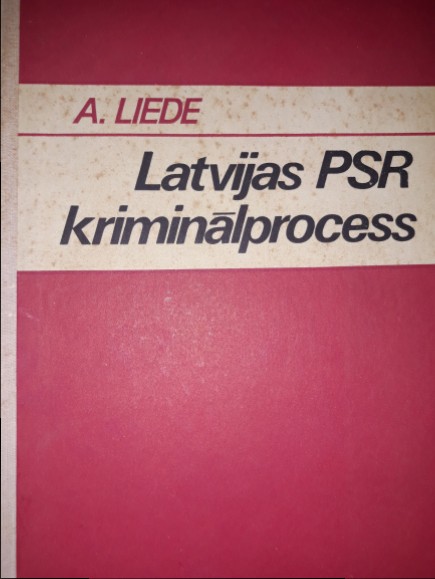 A. LIEDE
Latvijas PSR
kriminālprocess